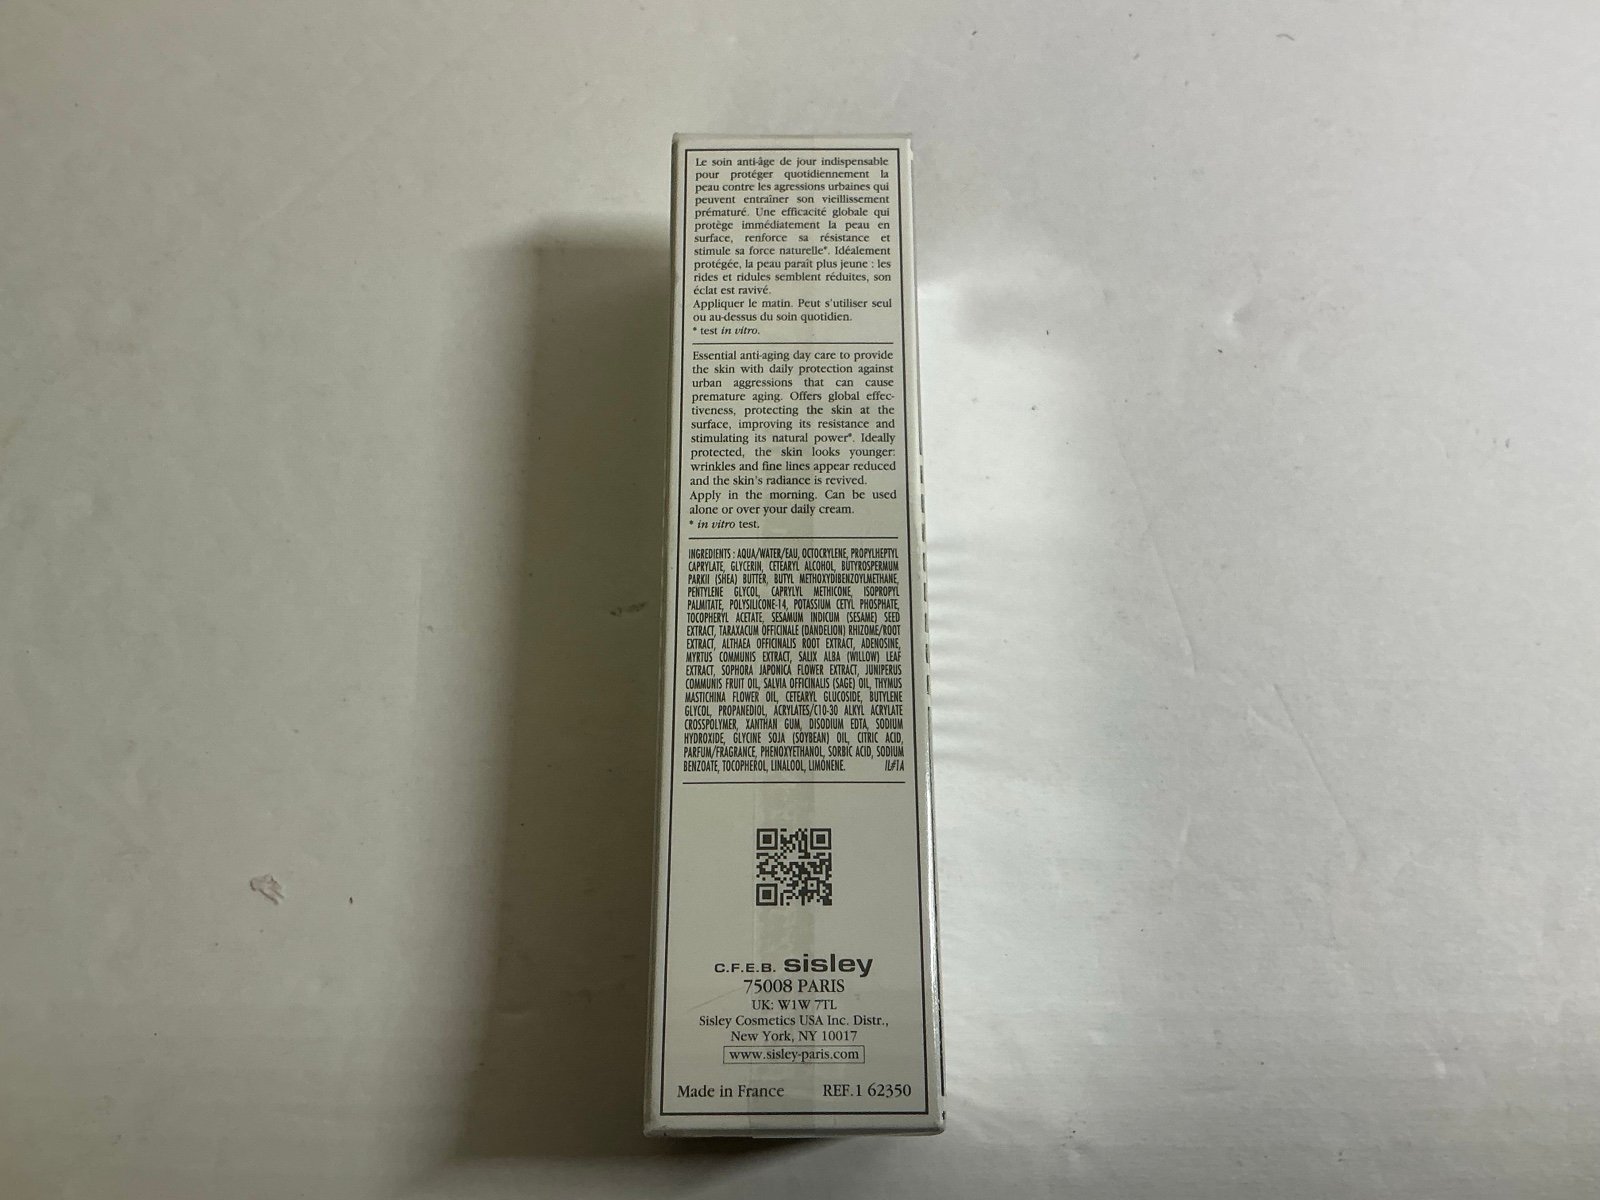 Le soin anti-âge de jour indispensable
pour protéger quotidiennement la
peau contre les agressions urbaines qui
peuvent entraîner son vieillissement
prématuré. Une efficacité globale qui
protège immédiatement la peau en
surface, renforce sa résistance et
stimule sa force naturelle*. Idéalement
protégée, la peau paraît plus jeune : les
rides et ridules semblent réduites, son
éclat est ravivé.
Appliquer le matin. Peut s'utiliser seul
ou au-dessus du soin quotidien.
* test in vitro.
Essential anti-aging day care to provide
the skin with daily protection against
urban aggressions that can cause
premature aging. Offers global effec-
tiveness, protecting the skin at the
surface, improving its resistance and
stimulating its natural power*. Ideally
protected, the skin looks younger:
wrinkles and fine lines appear reduced
and the skin's radiance is revived.
Apply in the morning. Can be used
alone or over your daily cream.
* in vitro test.
INGREDIENTS : AQUA/WATER/EAU, OCTOCRYLENE, PROPYLHEPTYL
CAPRYLATE, GLYCERIN, CETEARYL ALCOHOL, BUTYROSPERMUM
PARKII (SHEA) BUTTER, BUTYL METHOXYDIBENZOYLMETHANE,
PENTYLENE GLYCOL, CAPRYLYL METHICONE, ISOPROPYL
PALMITATE, POLYSILICONE-14, POTASSIUM CETYL PHOSPHATE,
TOCOPHERYL ACETATE, SESAMUM INDICUM (SESAME) SEED
EXTRACT, TARAXACUM OFFICINALE (DANDELION) RHIZOME/ROOT
EXTRACT, ALTHAEA OFFICINALIS ROOT EXTRACT, ADENOSINE,
MYRTUS COMMUNIS EXTRACT, SALIX ALBA (WILLOW) LEAF
EXTRACT, SOPHORA JAPONICA FLOWER EXTRACT, JUNIPERUS
COMMUNIS FRUIT OIL, SALVIA OFFICINALIS (SAGE) OIL, THYMUS
MASTICHINA FLOWER OIL, CETEARYL GLUCOSIDE, BUTYLENE
GLYCOL, PROPANEDIOL, ACRYLATES/C10-30 ALKYL ACRYLATE
CROSSPOLYMER, XANTHAN GUM, DISODIUM EDTA, SODIUM
HYDROXIDE, GLYCINE SOJA (SOYBEAN) OIL, CITRIC ACID,
PARFUM/FRAGRANCE, PHENOXYETHANOL, SORBIC ACID, SODIUM
BENZOATE, TOCOPHEROL, LINALOOL, LIMONENE. IL#1A
C.F.E.B. sisley
75008 PARIS
UK: W1W 7TL
Sisley Cosmetics USA Inc. Distr.,
New York, NY 10017
www.sisley-paris.com
Made in France REF.1 62350